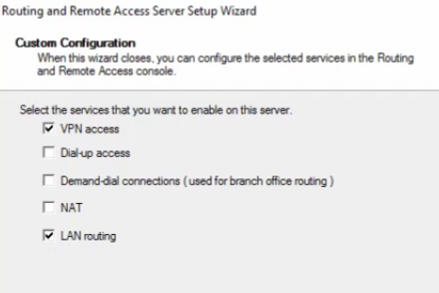 Routing and Remote Access Server Setup Wizard
Custom Configuration
When this wizard closes, you can configure the selected services in the Routing
and Remote Access console.
Select the services that you want to enable on this server.
VPN access
Dial-up access
Demand-dial connections ( used for branch office routing )
NAT
LAN routing